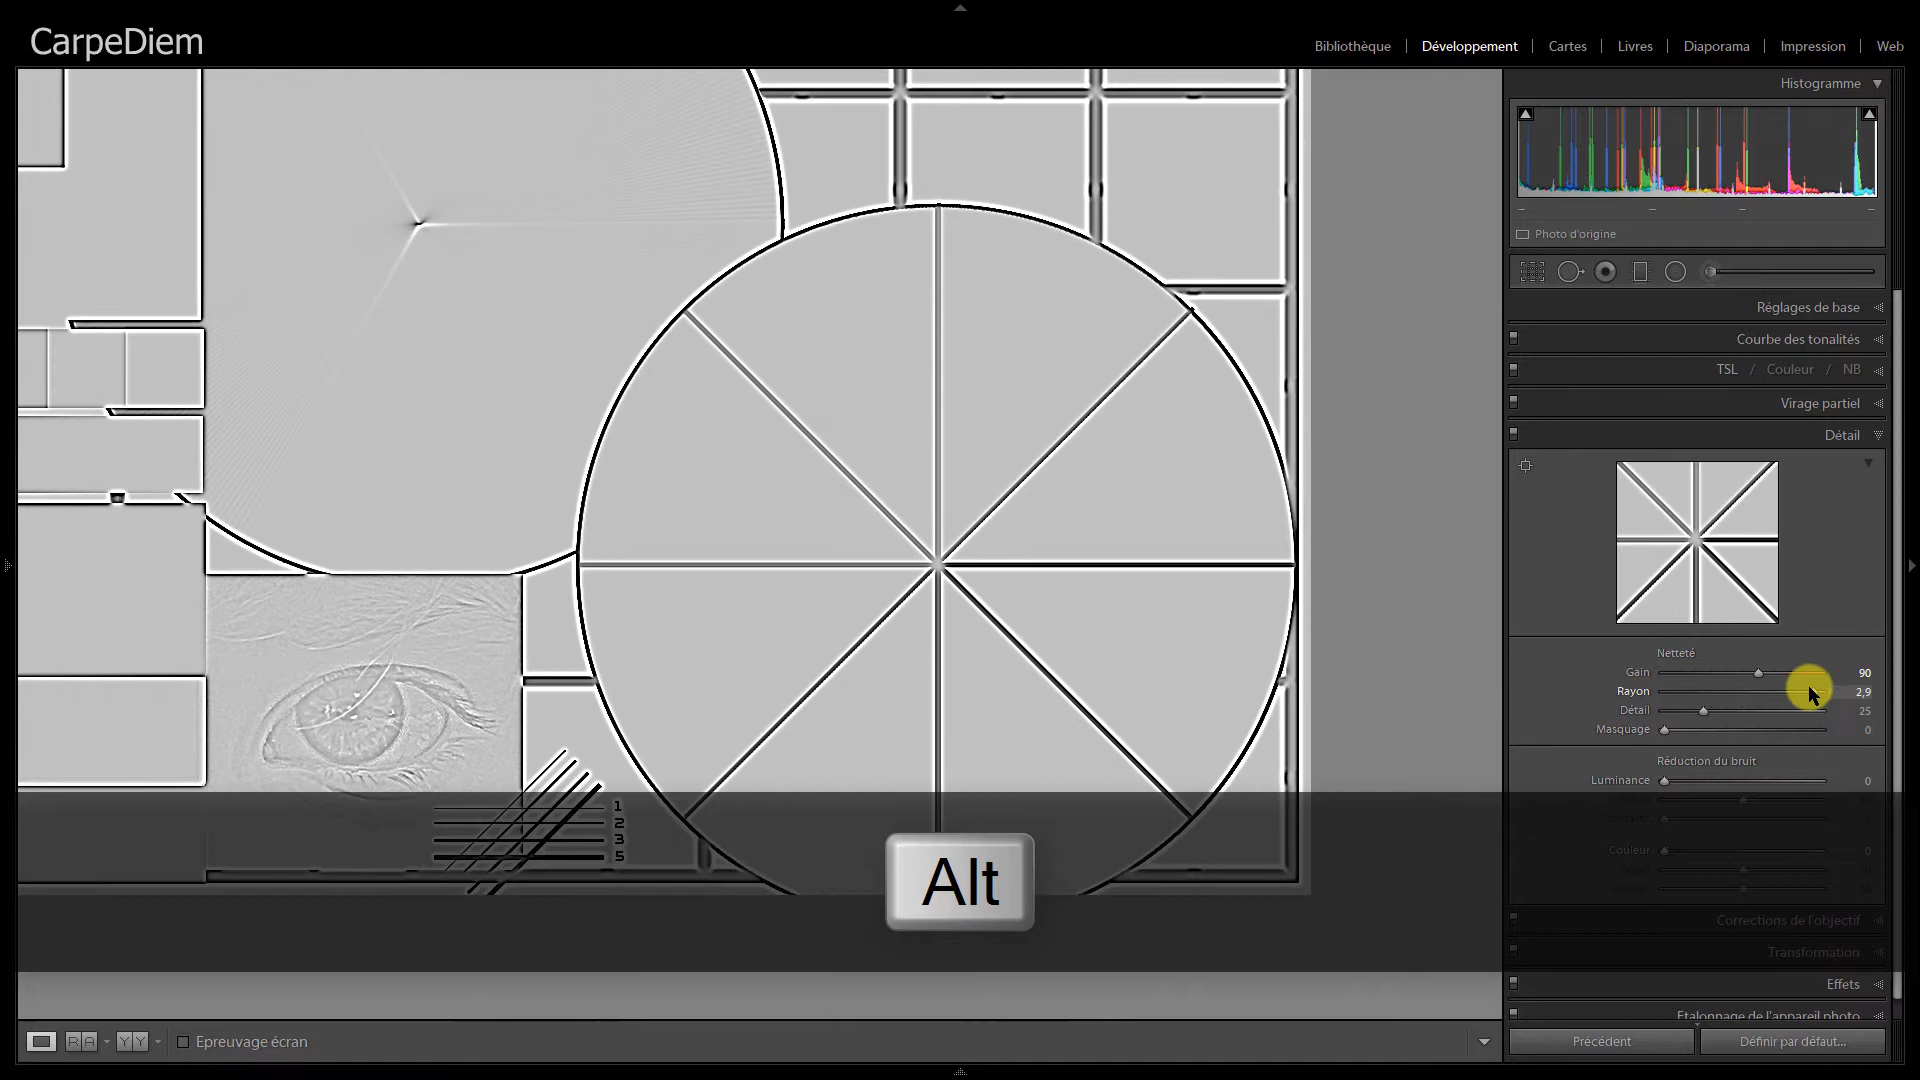 CarpeDiem
Bibliothèque | Développement | Cartes | Livres | Diaporama | Impression | Web
Histogramme
Photo d'origine
Réglages de base
Courbe des tonalités
TSL / Couleur / NB
Virage partiel
Détail
Netteté
Gain 90
Rayon 2,9
Détail 25
Masquage 0
Réduction du bruit
Luminance 0
1
2
3
5
Couleur 0
Alt
Corrections de l'objectif
Transformation
Effets
Etalonnage de l'appareil photo
R A Y Y Epreuvage écran
Précédent Définir par défaut...